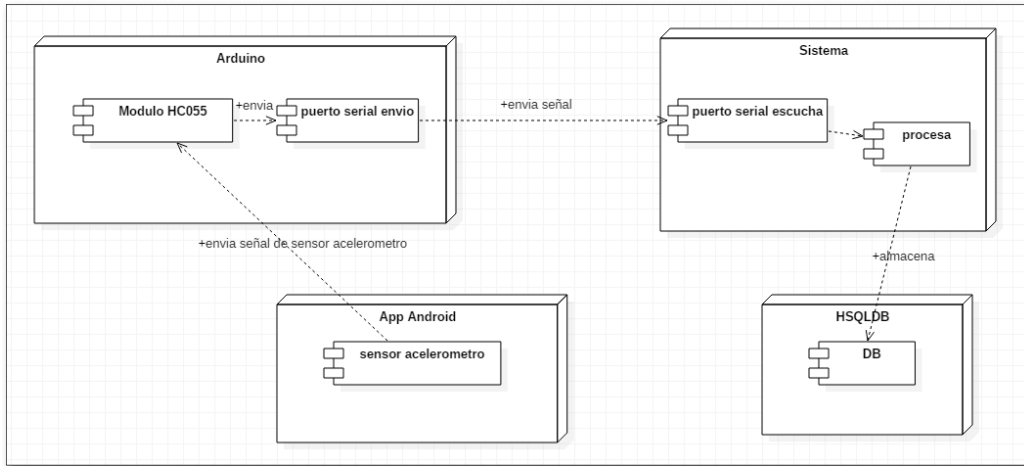 Arduino
Modulo HC055
+envia
puerto serial envio
+envia señal
Sistema
puerto serial escucha
procesa
+envia señal de sensor acelerometro
+almacena
App Android
sensor acelerometro
HSQLDB
DB